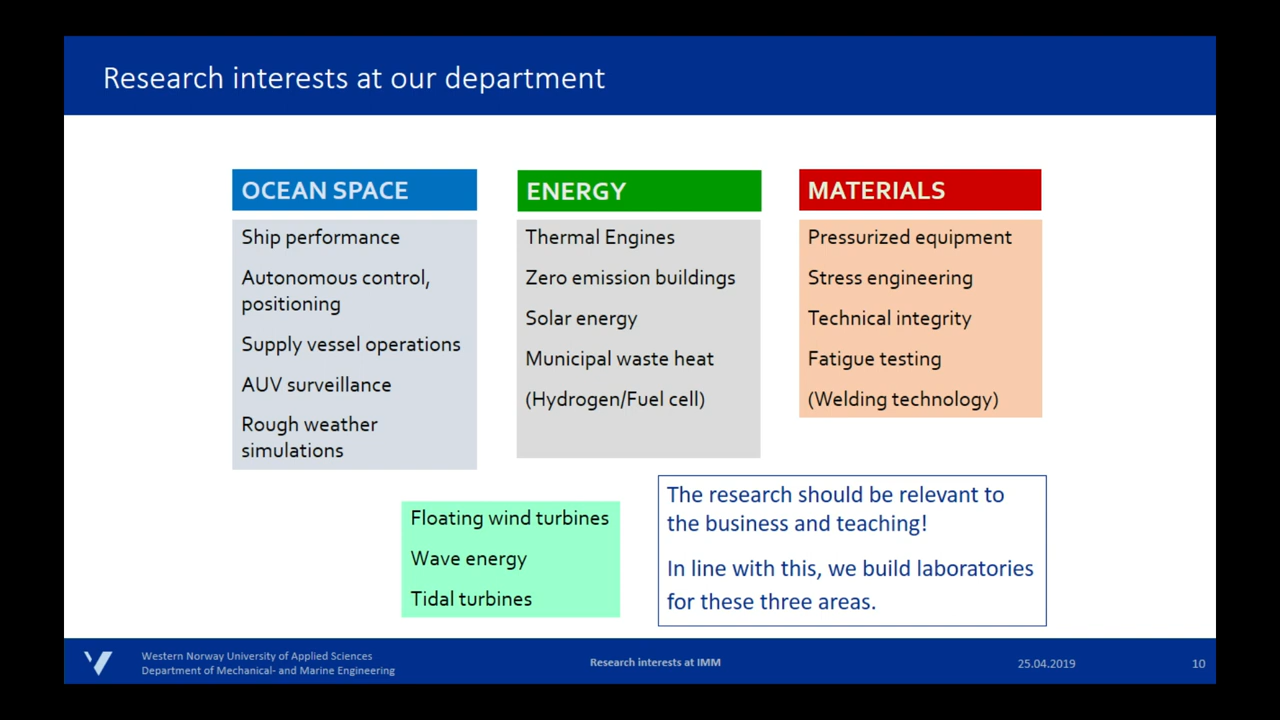 Research interests at our department
OCEAN SPACE
Ship performance
Autonomous control,
positioning
Supply vessel operations
AUV surveillance
Rough weather
simulations
ENERGY
Thermal Engines
Zero emission buildings
Solar energy
Municipal waste heat
(Hydrogen/Fuel cell)
MATERIALS
Pressurized equipment
Stress engineering
Technical integrity
Fatigue testing
(Welding technology)
Floating wind turbines
Wave energy
Tidal turbines
The research should be relevant to
the business and teaching!
In line with this, we build laboratories
for these three areas.
Western Norway University of Applied Sciences
Department of Mechanical- and Marine Engineering
Research interests at IMM
25.04.2019
10